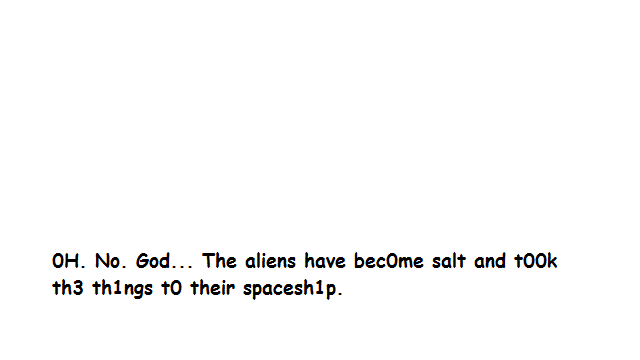 0H. No. God... The aliens have bec0me salt and t00k
th3 th1ngs t0 their spacesh1p.